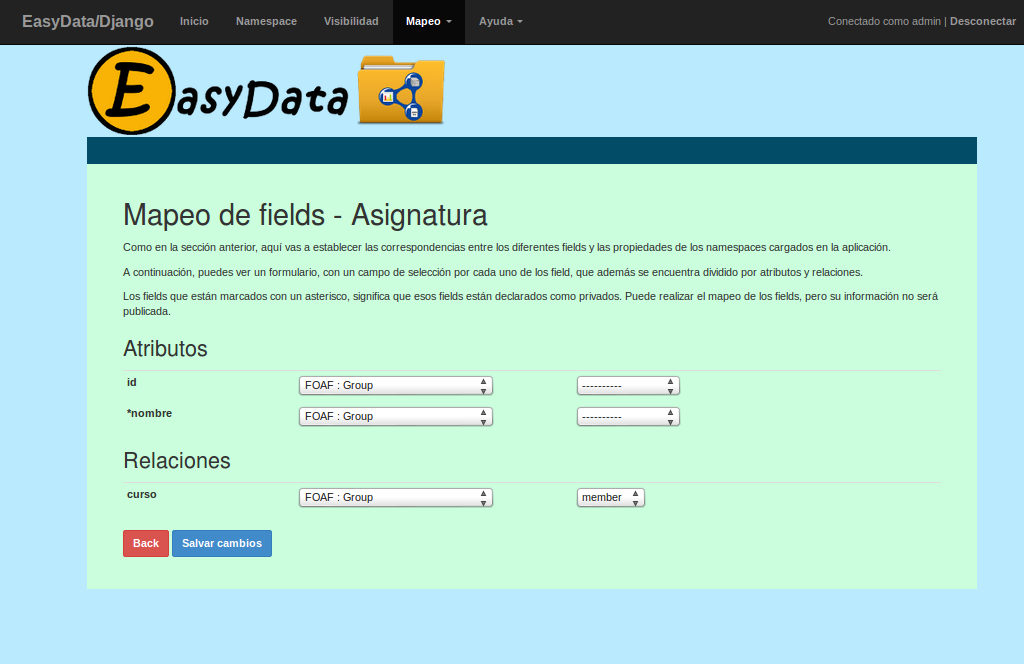 EasyData/Django Inicio Namespace Visibilidad Mapeo Ayuda Conectado como admin | Desconectar
EasyData
Mapeo de fields - Asignatura
Como en la sección anterior, aquí vas a establecer las correspondencias entre los diferentes fields y las propiedades de los namespaces cargados en la aplicación.
A continuación, puedes ver un formulario, con un campo de selección por cada uno de los field, que además se encuentra dividido por atributos y relaciones.
Los fields que están marcados con un asterisco, significa que esos fields están declarados como privados. Puede realizar el mapeo de los fields, pero su información no será
publicada.
Atributos
id FOAF : Group ----------
*nombre FOAF : Group ----------
Relaciones
curso FOAF : Group member
Back Salvar cambios